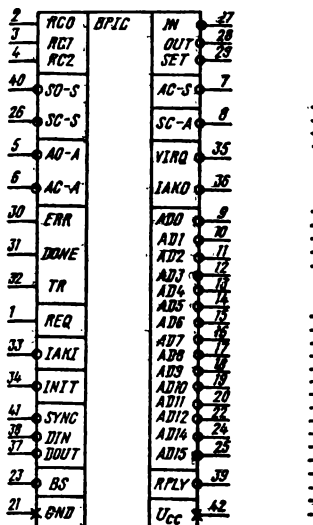 2 RC0 BPIC IN 27
3 RC1 OUT 28
4 RC2 SET 29
40 SO-S AC-S 7
26 SC-S SC-A 8
5 AO-A VIRQ 35
6 AC-A IAKO 36
30 ERR AD0 9
AD1 10
31 DONE AD2 11
AD3 12
32 TR AD4 13
AD5 14
1 REQ AD6 15
AD7 16
33 IAKI AD8 17
AD9 18
34 INIT AD10 19
AD11 20
41 SYNC AD12 22
38 DIN AD14 24
37 DOUT AD15 25
23 BS RPLY 39
21 GND Ucc 42